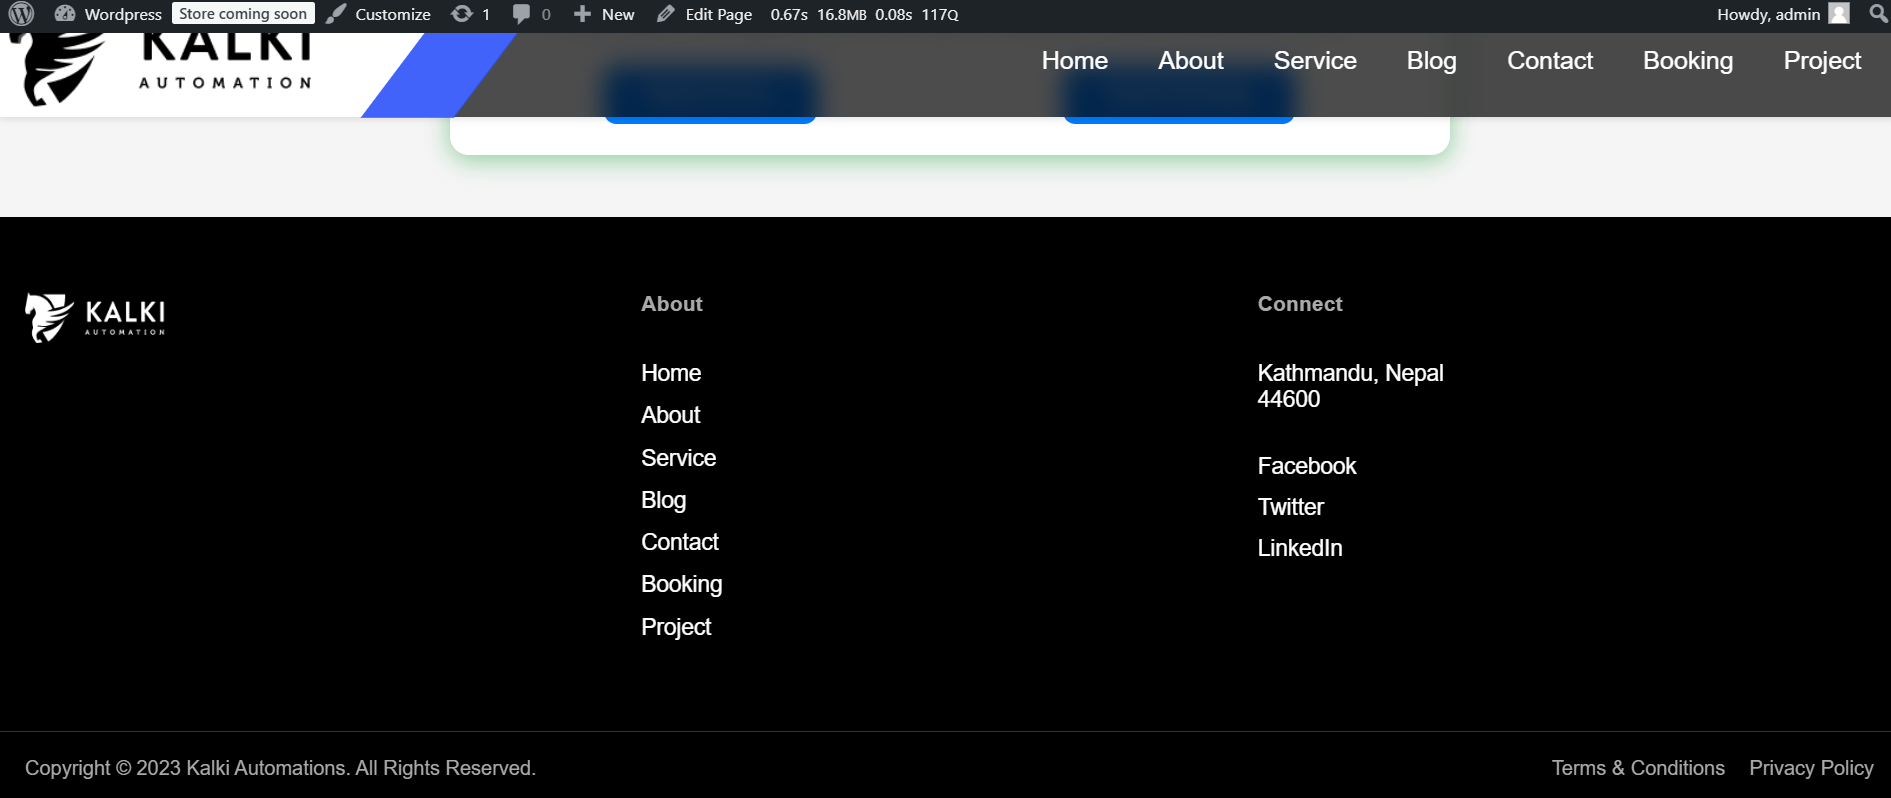 Wordpress Store coming soon Customize 1 0 New Edit Page 0.67s 16.8MB 0.08s 117Q Howdy, admin
KALKI
AUTOMATION
Home About Service Blog Contact Booking Project
KALKI
AUTOMATION
About
Home
About
Service
Blog
Contact
Booking
Project
Connect
Kathmandu, Nepal
44600
Facebook
Twitter
LinkedIn
Copyright © 2023 Kalki Automations. All Rights Reserved.
Terms & Conditions Privacy Policy